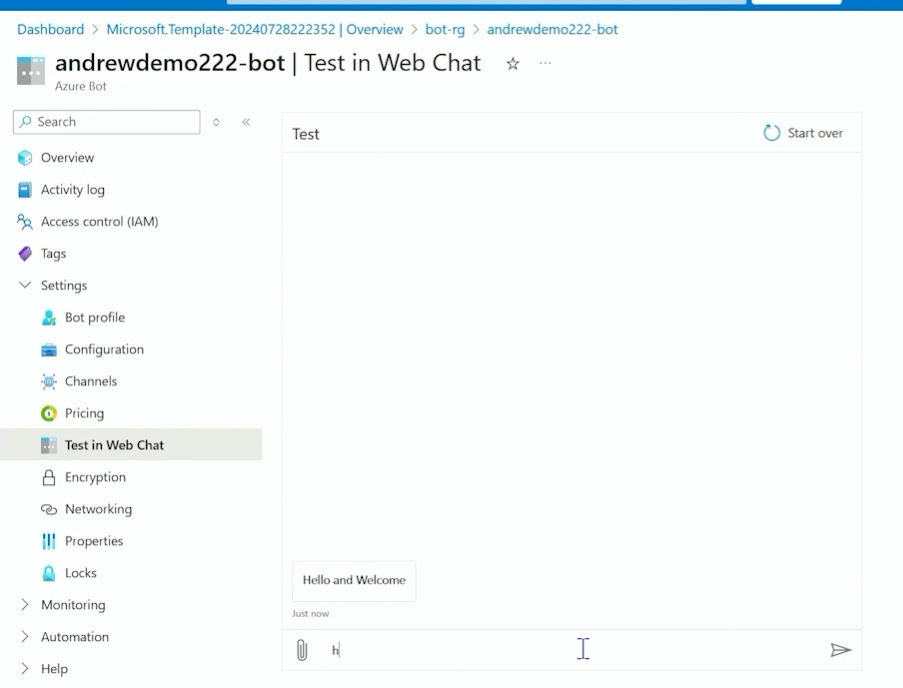 Dashboard > Microsoft.Template-20240728222352 | Overview > bot-rg > andrewdemo222-bot
andrewdemo222-bot | Test in Web Chat
Azure Bot
Search
Overview
Activity log
Access control (IAM)
Tags
Settings
Bot profile
Configuration
Channels
Pricing
Test in Web Chat
Encryption
Networking
Properties
Locks
Monitoring
Automation
Help
Test
Start over
Hello and Welcome
Just now
h